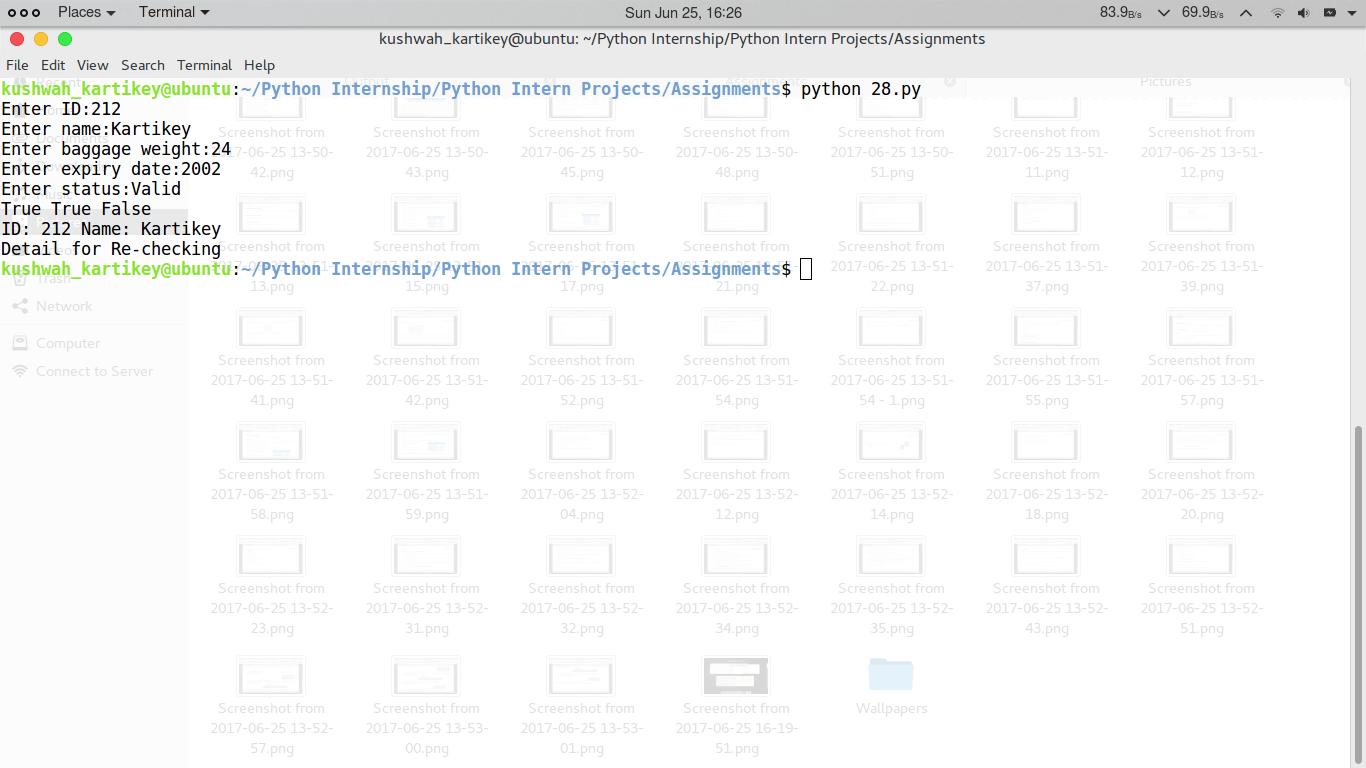 Places Terminal Sun Jun 25, 16:26 83.9B/s 69.9B/s
kushwah_kartikey@ubuntu: ~/Python Internship/Python Intern Projects/Assignments
File Edit View Search Terminal Help
kushwah_kartikey@ubuntu:~/Python Internship/Python Intern Projects/Assignments$ python 28.py
Enter ID:212
Enter name:Kartikey
Enter baggage weight:24
Enter expiry date:2002
Enter status:Valid
True True False
ID: 212 Name: Kartikey
Detail for Re-checking
kushwah_kartikey@ubuntu:~/Python Internship/Python Intern Projects/Assignments$
Pictures
Trash
Network
Computer
Connect to Server
Screenshot from Screenshot from Screenshot from Screenshot from Screenshot from Screenshot from Screenshot from
2017-06-25 13-50- 2017-06-25 13-50- 2017-06-25 13-50- 2017-06-25 13-50- 2017-06-25 13-50- 2017-06-25 13-51- 2017-06-25 13-51-
42.png 43.png 45.png 48.png 51.png 11.png 12.png
Screenshot from Screenshot from Screenshot from Screenshot from Screenshot from Screenshot from Screenshot from
2017-06-25 13-51- 2017-06-25 13-51- 2017-06-25 13-51-
13.png 15.png 17.png 21.png 22.png 37.png 39.png
Screenshot from Screenshot from Screenshot from Screenshot from Screenshot from Screenshot from Screenshot from
2017-06-25 13-51- 2017-06-25 13-51- 2017-06-25 13-51- 2017-06-25 13-51- 2017-06-25 13-51- 2017-06-25 13-51- 2017-06-25 13-51-
41.png 42.png 52.png 54.png 54 - 1.png 55.png 57.png
Screenshot from Screenshot from Screenshot from Screenshot from Screenshot from Screenshot from Screenshot from
2017-06-25 13-51- 2017-06-25 13-51- 2017-06-25 13-52- 2017-06-25 13-52- 2017-06-25 13-52- 2017-06-25 13-52- 2017-06-25 13-52-
58.png 59.png 04.png 12.png 14.png 18.png 20.png
Screenshot from Screenshot from Screenshot from Screenshot from Screenshot from Screenshot from Screenshot from
2017-06-25 13-52- 2017-06-25 13-52- 2017-06-25 13-52- 2017-06-25 13-52- 2017-06-25 13-52- 2017-06-25 13-52- 2017-06-25 13-52-
23.png 31.png 32.png 34.png 35.png 43.png 51.png
Screenshot from Screenshot from Screenshot from Screenshot from Wallpapers
2017-06-25 13-52- 2017-06-25 13-53- 2017-06-25 13-53- 2017-06-25 16-19-
57.png 00.png 01.png 51.png